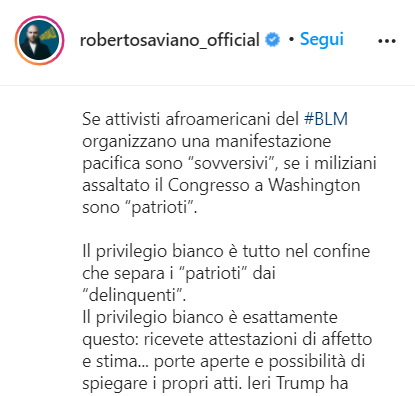 robertosaviano_official • Segui
Se attivisti afroamericani del #BLM
organizzano una manifestazione
pacifica sono “sovversivi”, se i miliziani
assaltato il Congresso a Washington
sono “patrioti”.
Il privilegio bianco è tutto nel confine
che separa i “patrioti” dai
“delinquenti”.
Il privilegio bianco è esattamente
questo: ricevete attestazioni di affetto
e stima... porte aperte e possibilità di
spiegare i propri atti. Ieri Trump ha